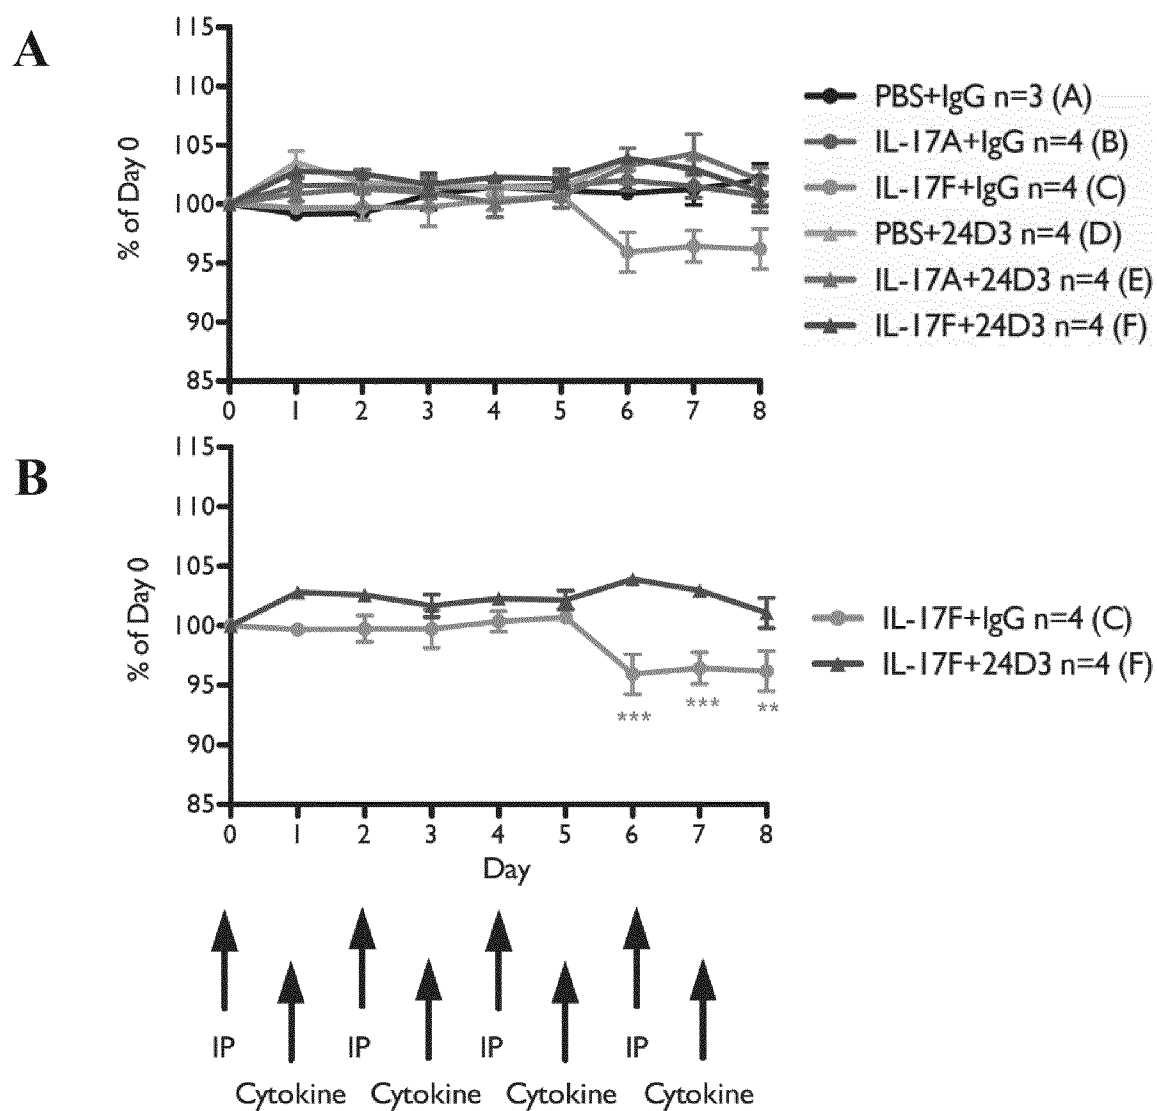 A
115
110
105
100
95
90
85
% of Day 0
0 1 2 3 4 5 6 7 8
PBS+IgG n=3 (A)
IL-17A+IgG n=4 (B)
IL-17F+IgG n=4 (C)
PBS+24D3 n=4 (D)
IL-17A+24D3 n=4 (E)
IL-17F+24D3 n=4 (F)
B
115
110
105
100
95
90
85
% of Day 0
*** *** **
0 1 2 3 4 5 6 7 8
Day
IL-17F+IgG n=4 (C)
IL-17F+24D3 n=4 (F)
IP IP IP IP
Cytokine Cytokine Cytokine Cytokine